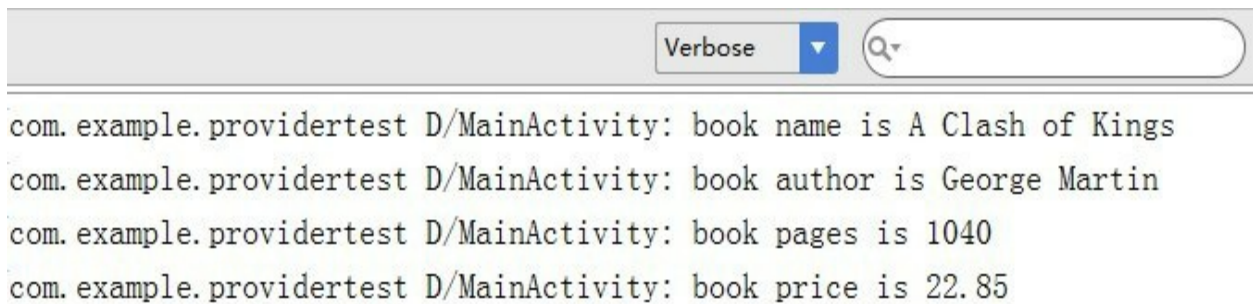 Verbose
com.example.providertest D/MainActivity: book name is A Clash of Kings
com.example.providertest D/MainActivity: book author is George Martin
com.example.providertest D/MainActivity: book pages is 1040
com.example.providertest D/MainActivity: book price is 22.85